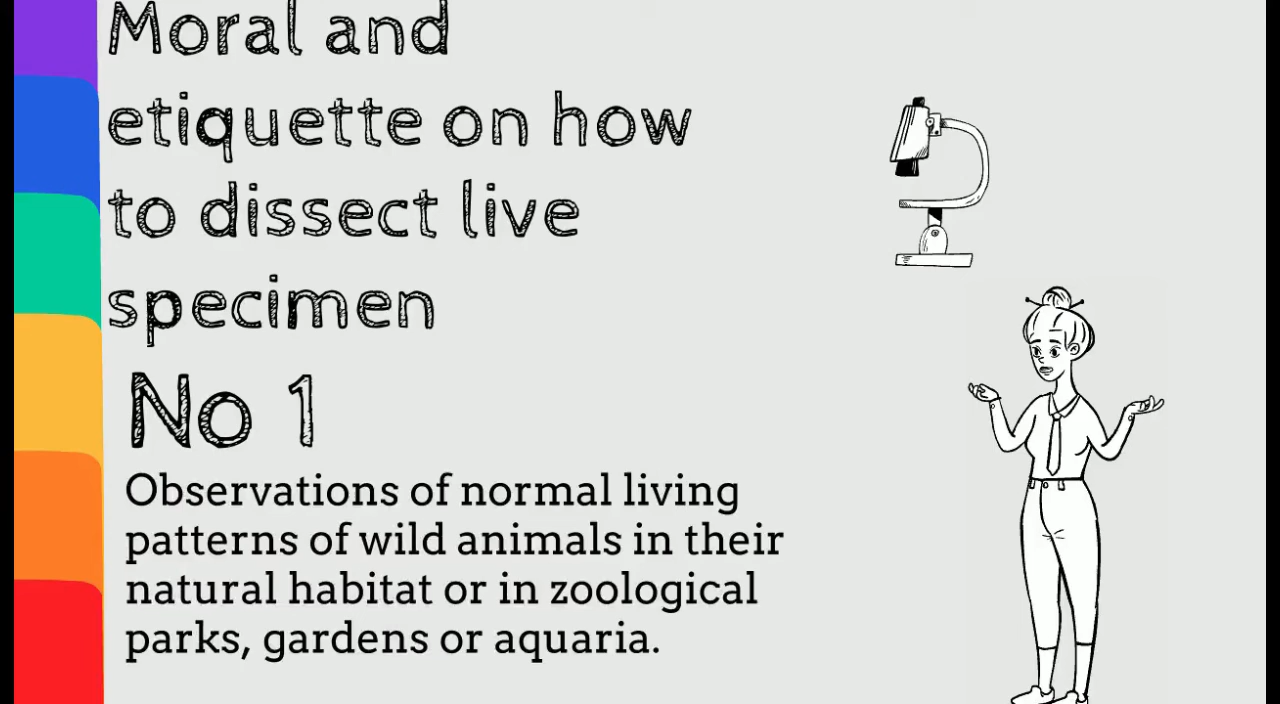 Moral and
etiquette on how
to dissect live
specimen
No 1
Observations of normal living
patterns of wild animals in their
natural habitat or in zoological
parks, gardens or aquaria.